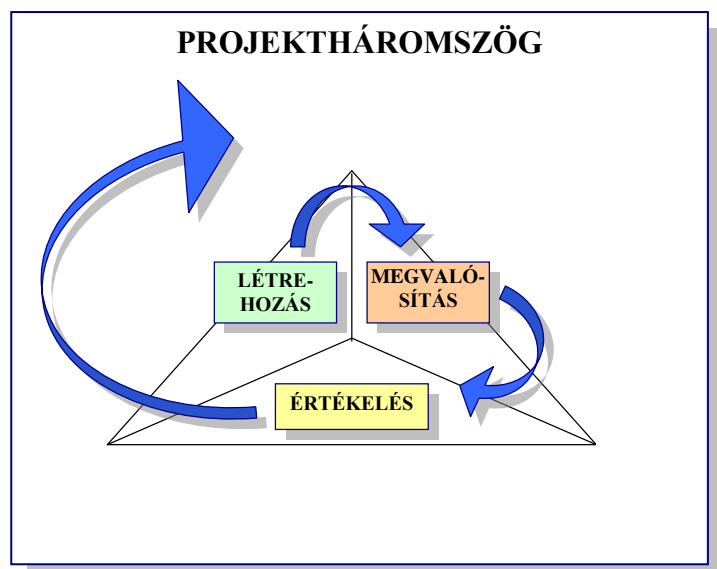 PROJEKTHÁROMSZÖG
LÉTRE-
HOZÁS
MEGVALÓ-
SÍTÁS
ÉRTÉKELÉS